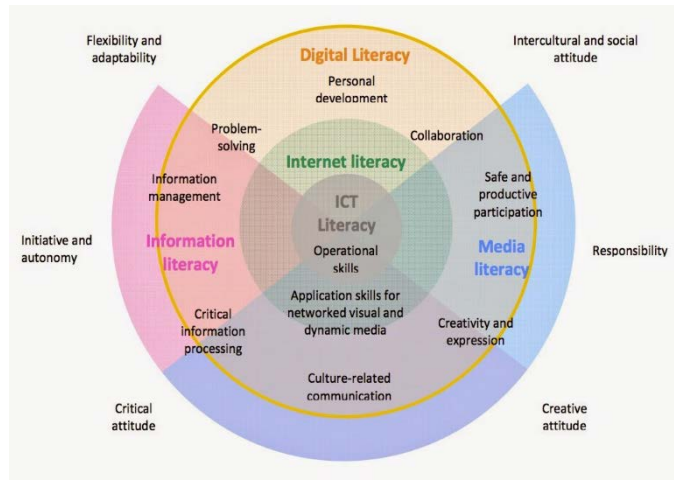 Flexibility and
adaptability
Digital Literacy
Intercultural and social
attitude
Personal
development
Problem-
solving
Collaboration
Internet literacy
Information
management
Safe and
productive
participation
ICT
Literacy
Initiative and
autonomy
Information
literacy
Operational
skills
Media
literacy
Responsibility
Critical
information
processing
Application skills for
networked visual and
dynamic media
Creativity and
expression
Culture-related
communication
Critical
attitude
Creative
attitude